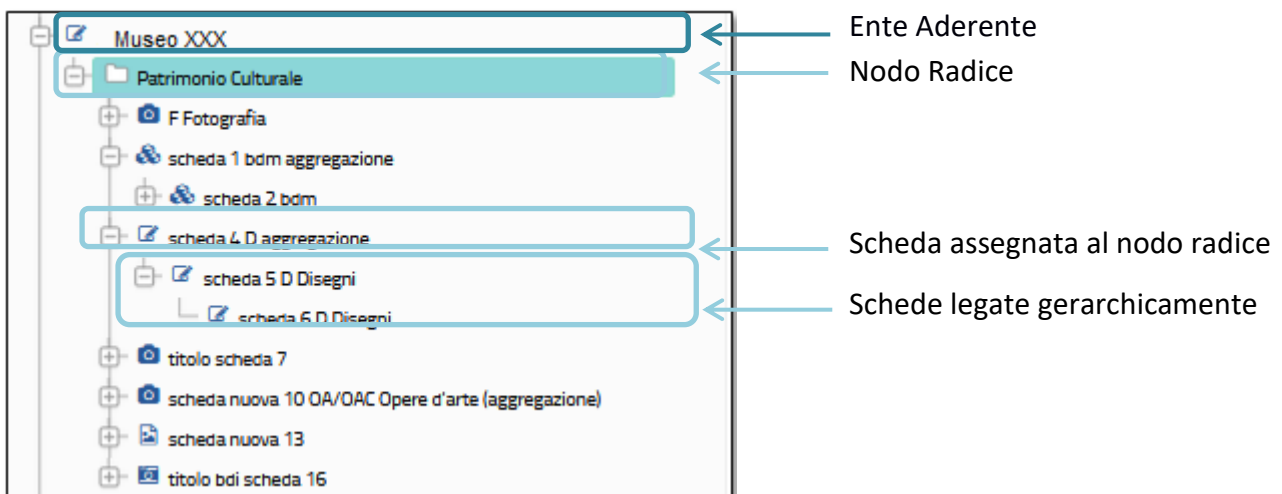 Museo XXX
Ente Aderente
Patrimonio Culturale
Nodo Radice
F Fotografia
scheda 1 bdm aggregazione
scheda 2 bdm
scheda 4 D aggregazione
Scheda assegnata al nodo radice
scheda 5 D Disegni
Schede legate gerarchicamente
scheda 6 D Disegni
titolo scheda 7
scheda nuova 10 OA/OAC Opere d'arte (aggregazione)
scheda nuova 13
titolo bdi scheda 16